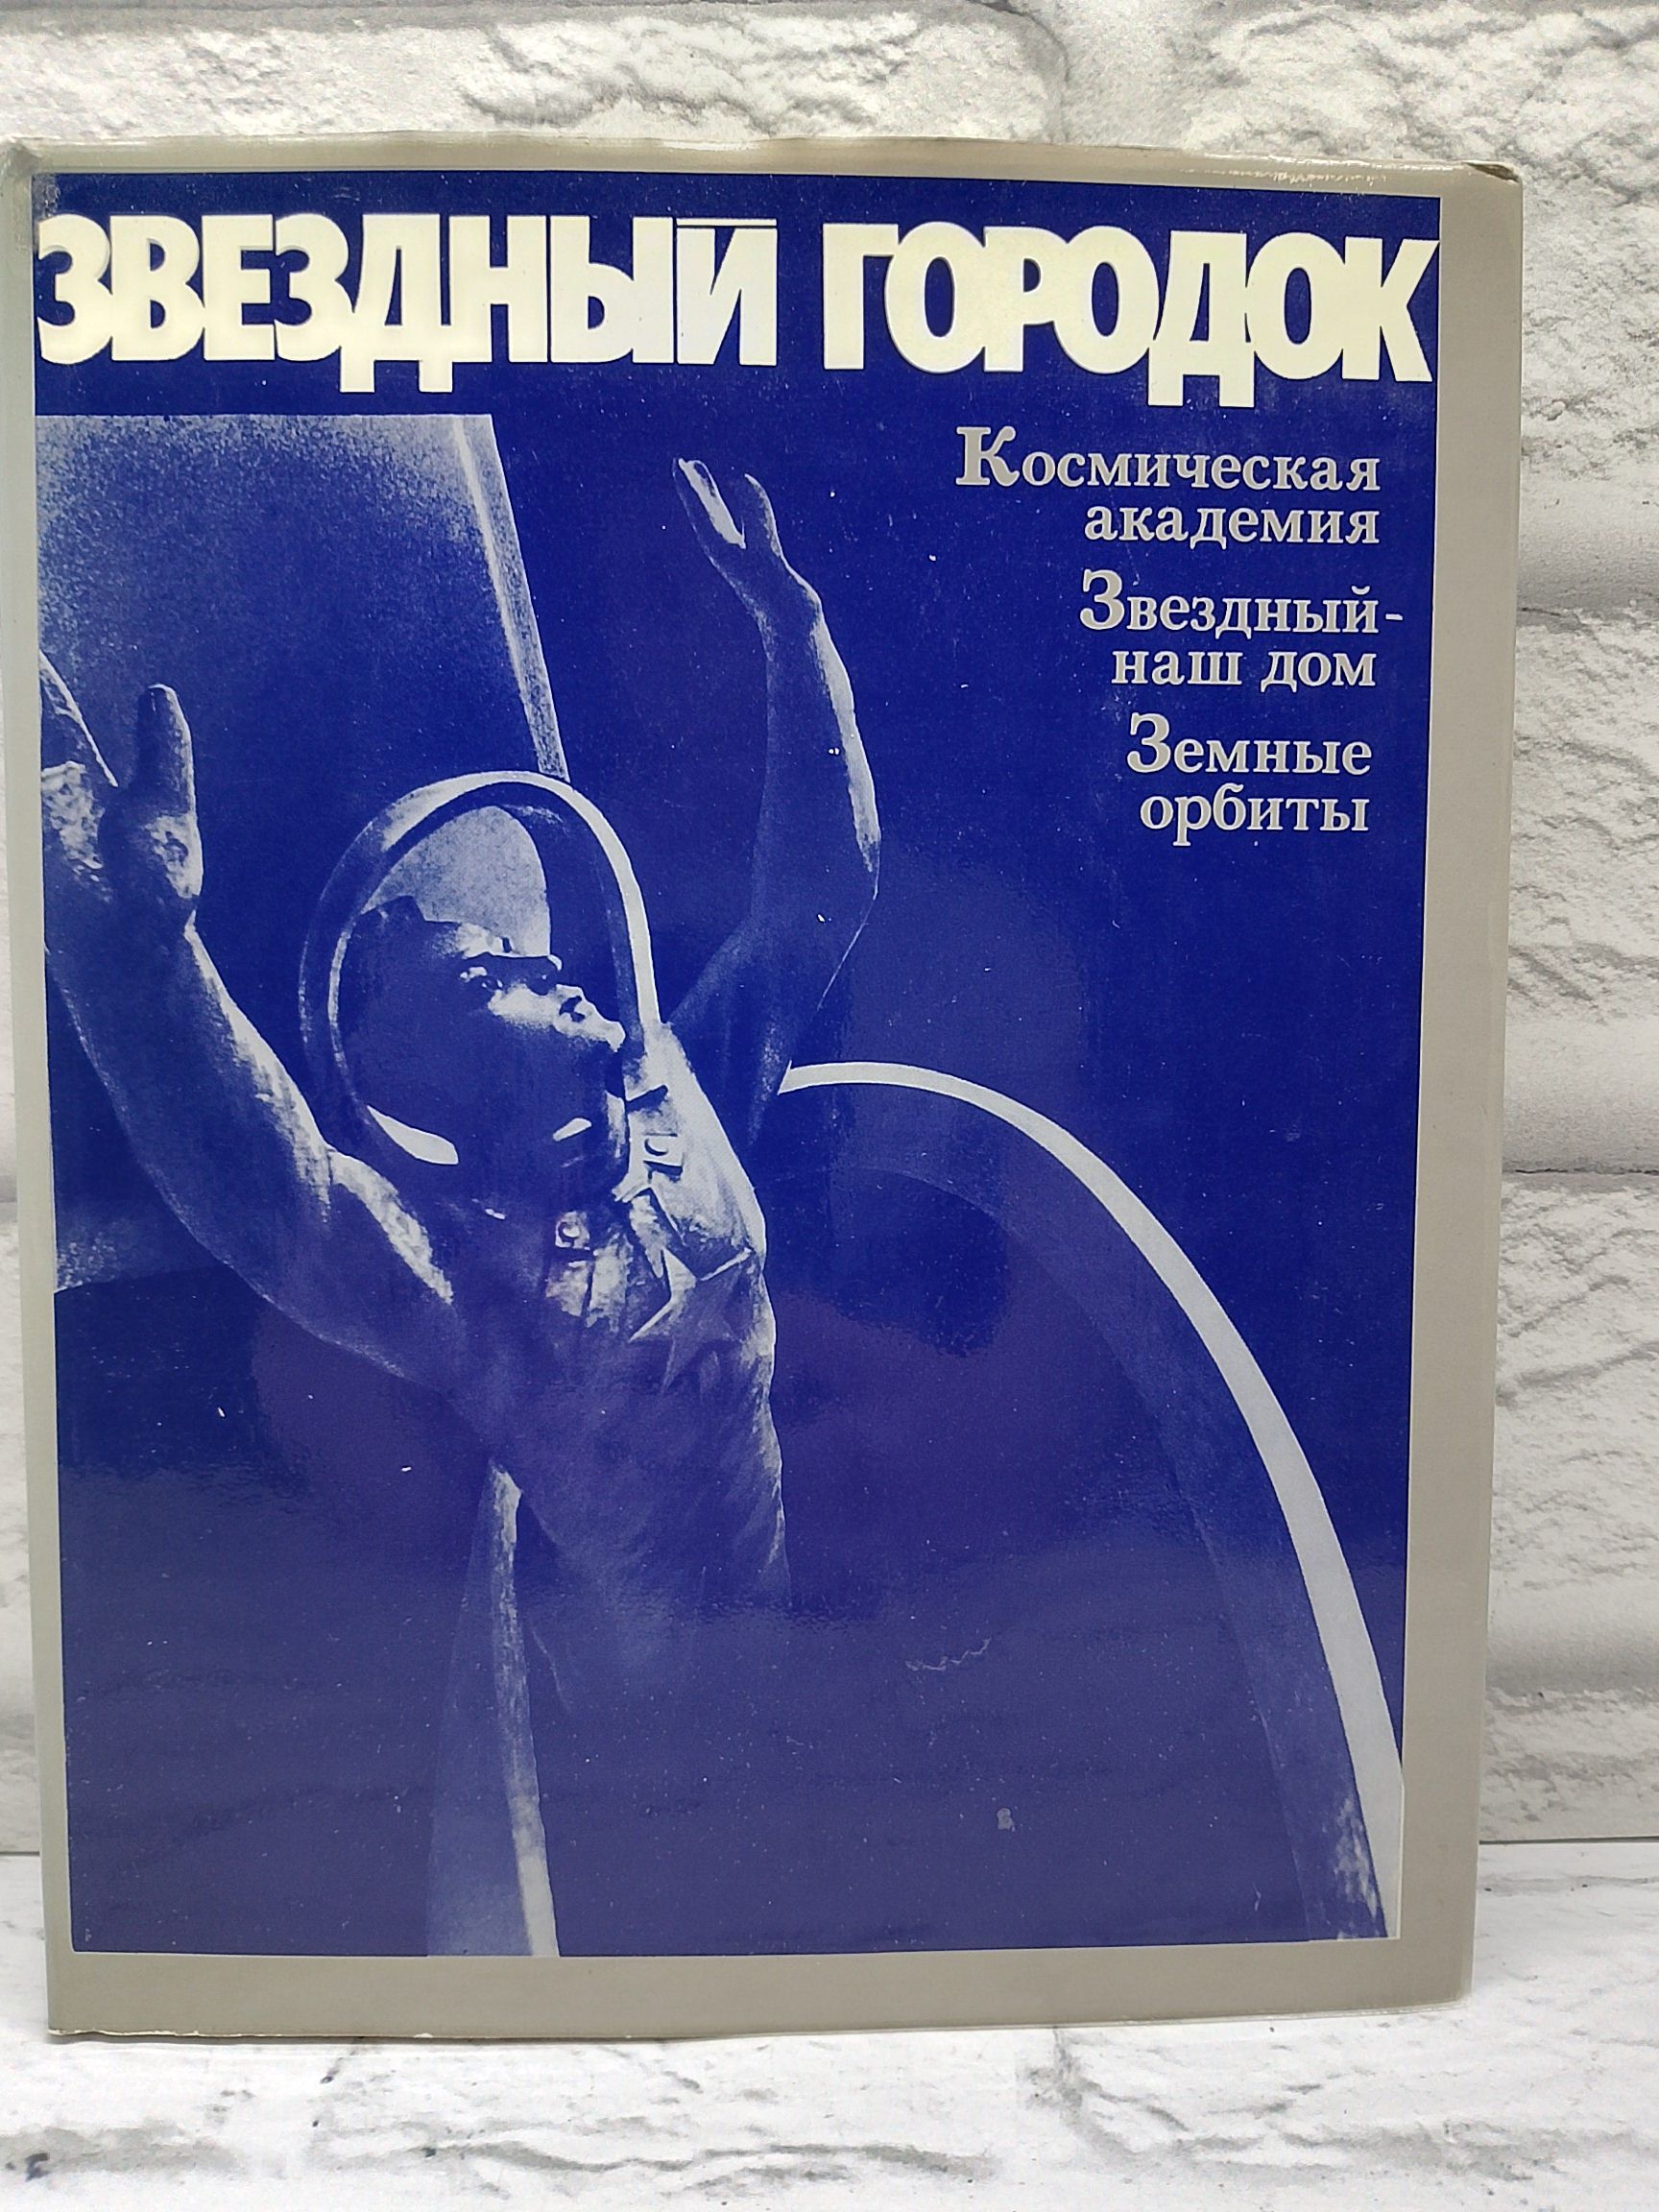 ЗВЕЗДНЫЙ ГОРОДОК
Космическая
академия
Звездный-
наш дом
Земные
орбиты